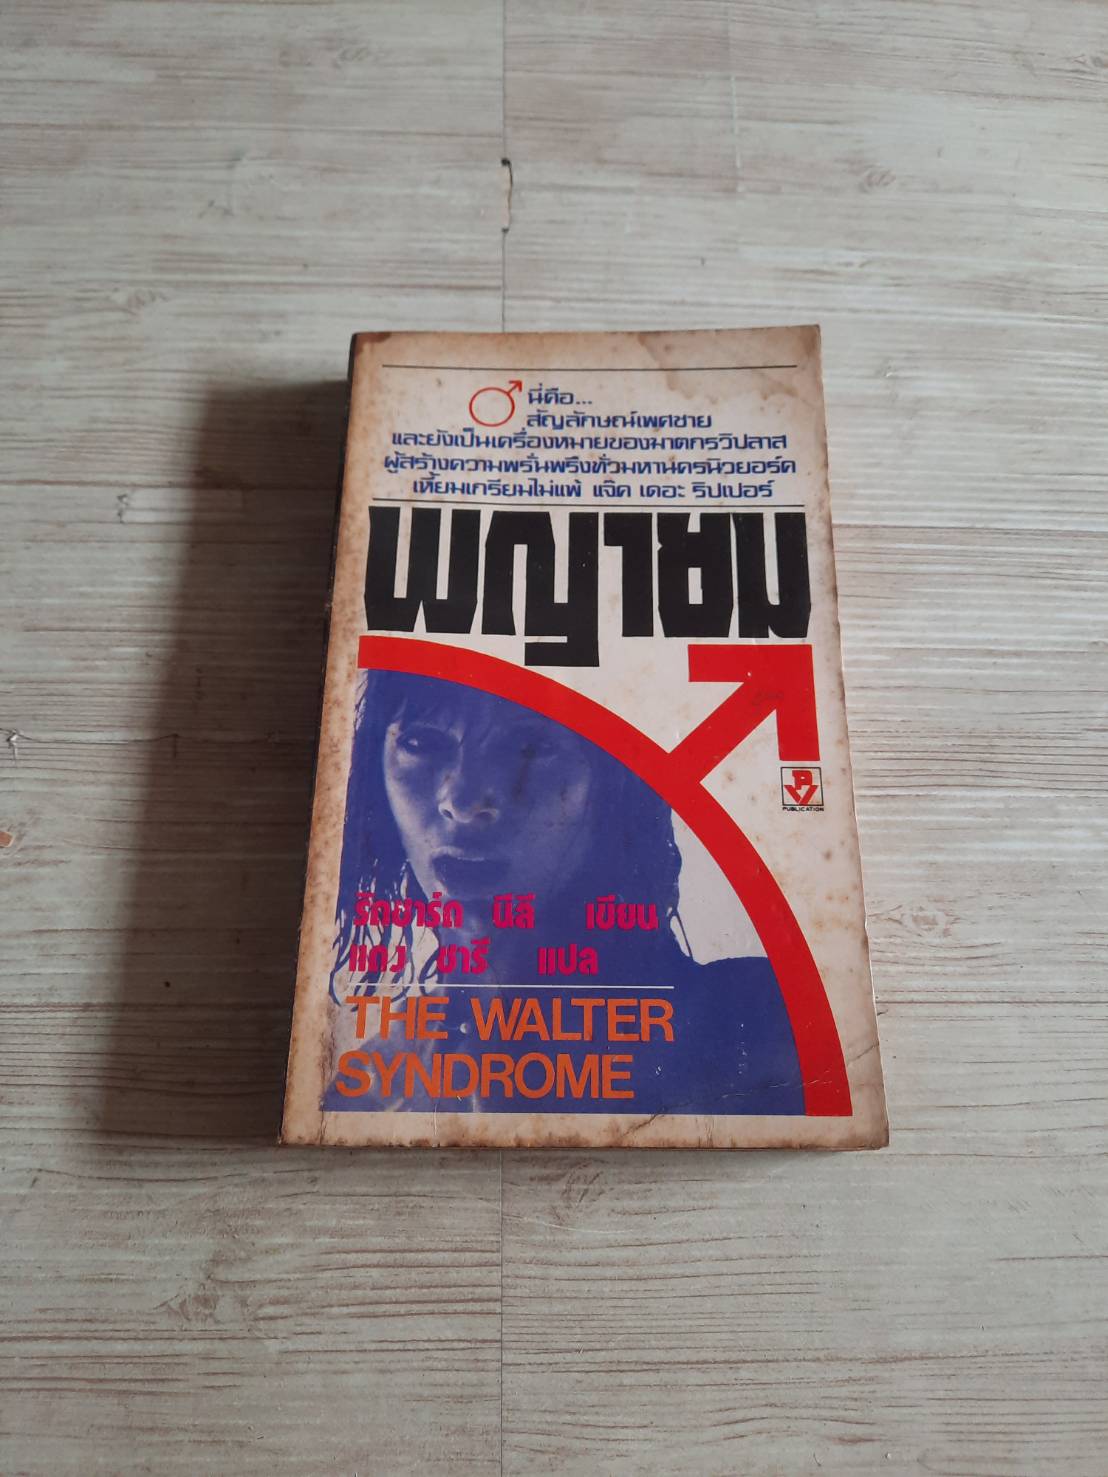 นี่คือ...
สัญลักษณ์เพศชาย
และยังเป็นเครื่องหมายของฆาตกรวิปลาส
ผู้สร้างความพรั่นพรึงทั่วมหานครนิวยอร์ค
เหี้ยมเกรียมไม่แพ้ แจ๊ค เดอะ ริปเปอร์
พญายม
PUBLICATION
ริดชาร์ด นีลี เขียน
แดง ชารี แปล
THE WALTER
SYNDROME